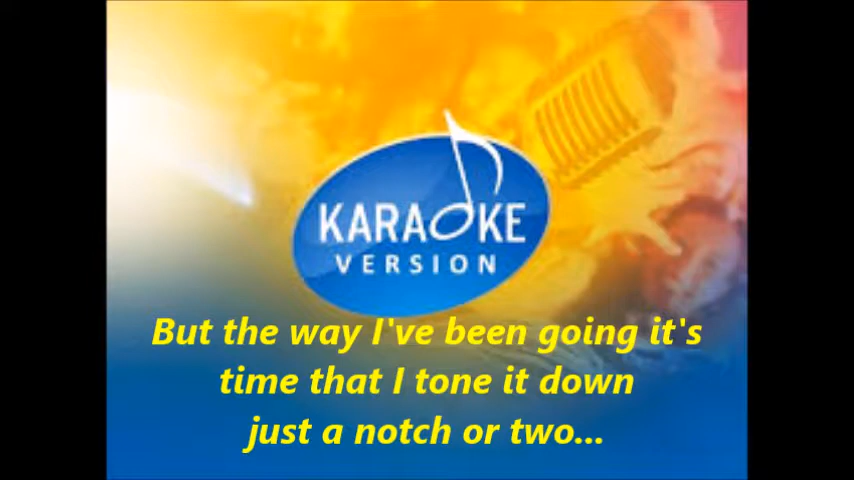 KARAOKE
VERSION
But the way I've been going it's
time that I tone it down
just a notch or two...